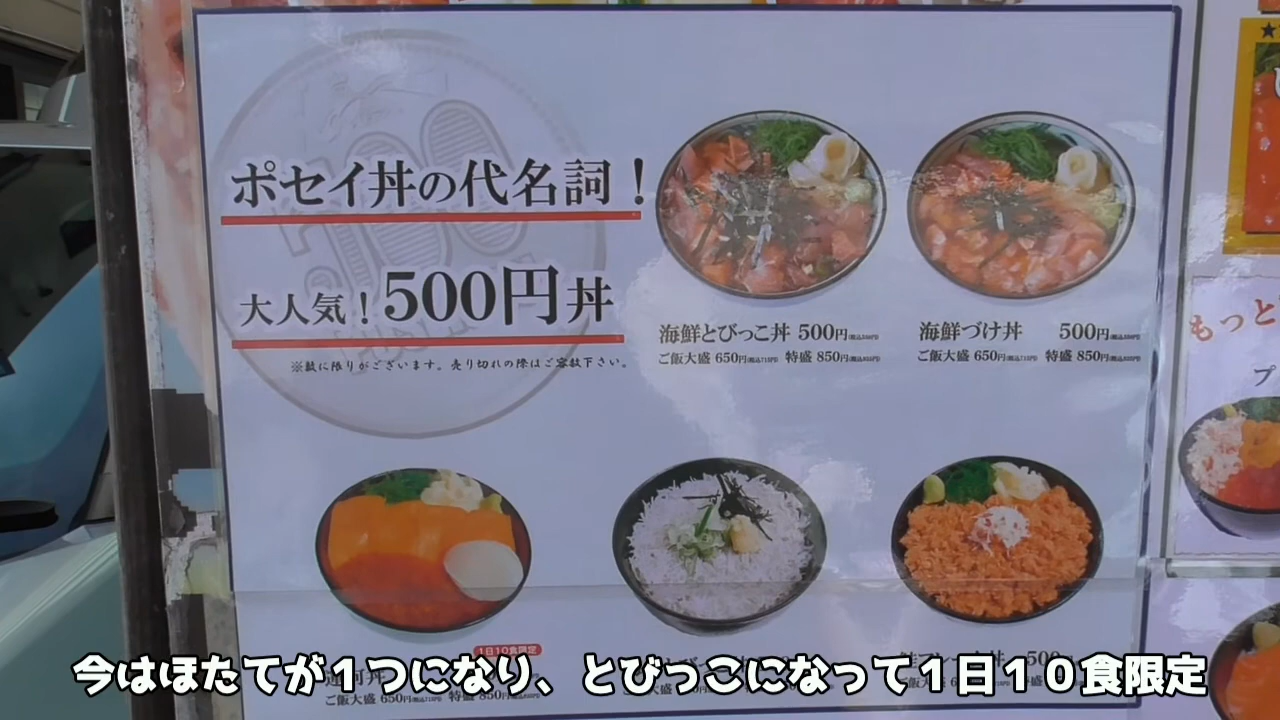 ポセイ丼の代名詞！
大人気！500円丼
※数に限りがございます。売り切れの際はご容赦下さい。
海鮮とびっこ丼 500円
ご飯大盛 650円 特盛 850円
海鮮づけ丼 500円
ご飯大盛 650円 特盛 850円
もっと
プ
1日10食限定
ご飯大盛 650円 特盛 850円
今はほたてが１つになり、とびっこになって１日１０食限定